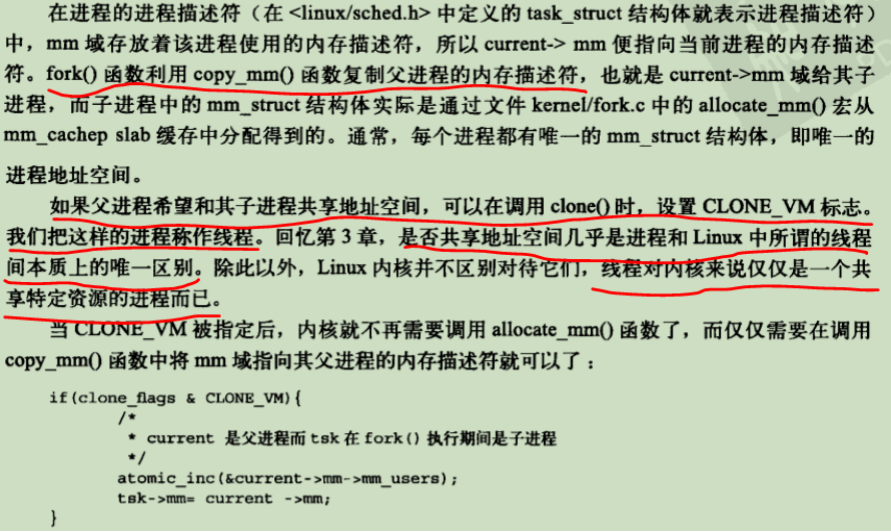 在进程的进程描述符（在 <linux/sched.h> 中定义的 task_struct 结构体就表示进程描述符）
中，mm 域存放着该进程使用的内存描述符，所以 current-> mm 便指向当前进程的内存描述
符。fork() 函数利用 copy_mm() 函数复制父进程的内存描述符，也就是 current->mm 域给其子
进程，而子进程中的 mm_struct 结构体实际是通过文件 kernel/fork.c 中的 allocate_mm() 宏从
mm_cachep slab 缓存中分配得到的。通常，每个进程都有唯一的 mm_struct 结构体，即唯一的
进程地址空间。
如果父进程希望和其子进程共享地址空间，可以在调用 clone() 时，设置 CLONE_VM 标志。
我们把这样的进程称作线程。回忆第 3 章，是否共享地址空间几乎是进程和 Linux 中所谓的线程
间本质上的唯一区别。除此以外，Linux 内核并不区别对待它们，线程对内核来说仅仅是一个共
享特定资源的进程而已。
当 CLONE_VM 被指定后，内核就不再需要调用 allocate_mm() 函数了，而仅仅需要在调用
copy_mm() 函数中将 mm 域指向其父进程的内存描述符就可以了：
if(clone_flags & CLONE_VM){
/*
* current 是父进程而 tsk 在 fork() 执行期间是子进程
*/
atomic_inc(&current->mm->mm_users);
tsk->mm= current ->mm;
}